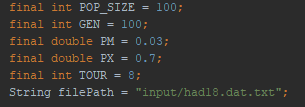 final int POP_SIZE = 100;
final int GEN = 100;
final double PM = 0.03;
final double PX = 0.7;
final int TOUR = 8;
String filePath = "input/had18.dat.txt";